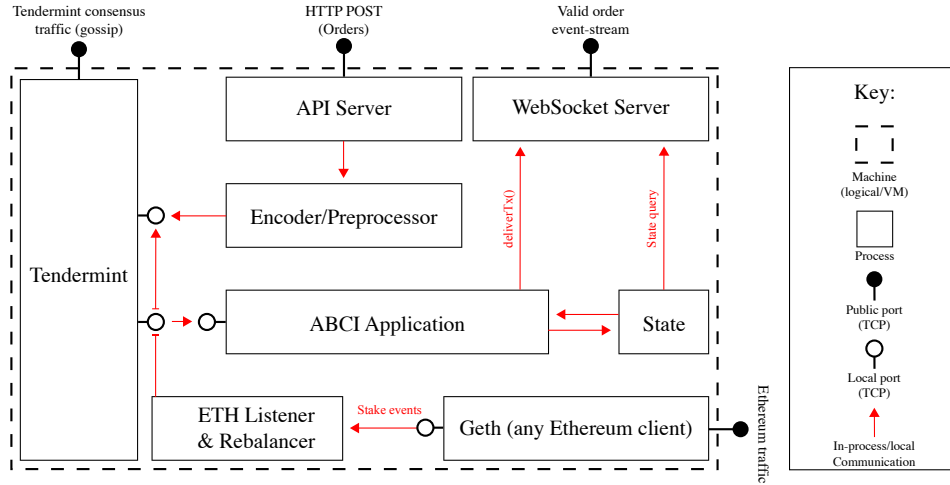 Tendermint consensus
traffic (gossip)
HTTP POST
(Orders)
Valid order
event-stream
API Server
WebSocket Server
Encoder/Preprocessor
deliverTx()
State query
Tendermint
ABCI Application
State
ETH Listener
& Rebalancer
Stake events
Geth (any Ethereum client)
Ethereum traffic
Key:
Machine
(logical/VM)
Process
Public port
(TCP)
Local port
(TCP)
In-process/local
Communication